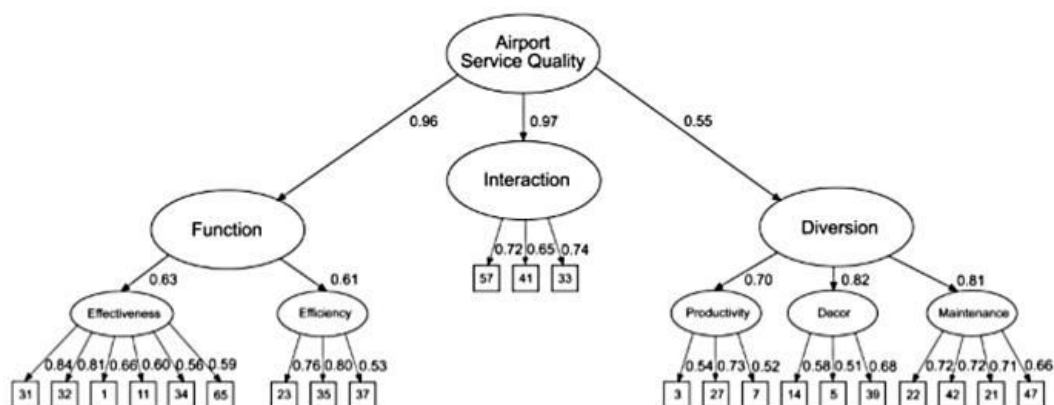 Airport
Service Quality
0.96
0.97
0.55
Interaction
Function
Diversion
0.72 0.65 0.74
57 41 33
0.63
0.61
0.70
0.82
0.81
Effectiveness
Efficiency
Productivity
Decor
Maintenance
0.84 0.81 0.66 0.60 0.56 0.59
0.76 0.80 0.53
0.54 0.73 0.52
0.58 0.51 0.68
0.72 0.72 0.71 0.66
31 32 1 11 34 65
23 35 37
3 27 7
14 5 39
22 42 21 47